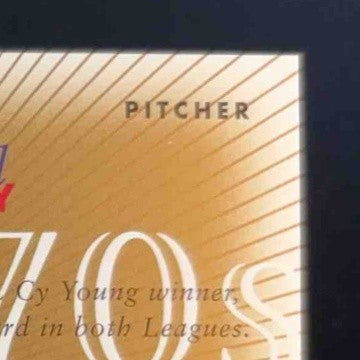 PITCHER
Y
70s
Cy Young winner,
rd in both Leagues.